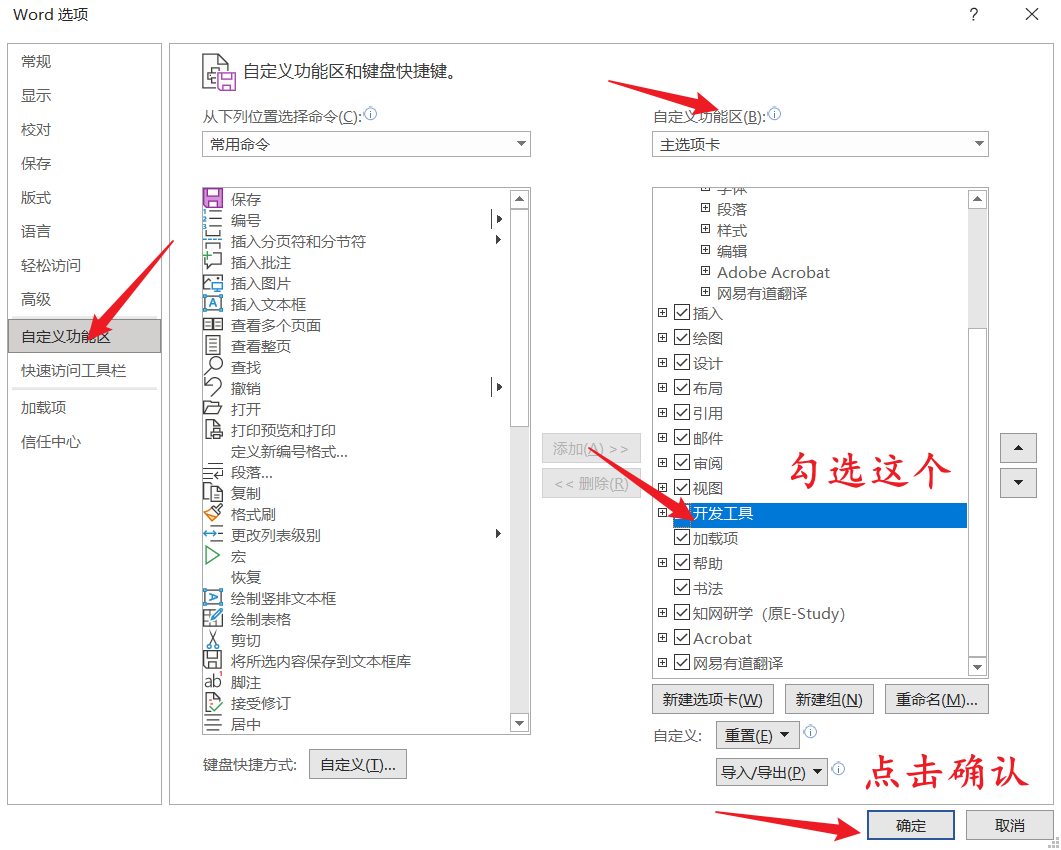 Word 选项
?
常规
显示
校对
保存
版式
语言
轻松访问
高级
自定义功能区
快速访问工具栏
加载项
信任中心
自定义功能区和键盘快捷键。
从下列位置选择命令(C):
常用命令
保存
编号
插入分页符和分节符
插入批注
插入图片
插入文本框
查看多个页面
查看整页
查找
撤销
打开
打印预览和打印
定义新编号格式...
段落...
复制
格式刷
更改列表级别
宏
恢复
绘制竖排文本框
绘制表格
剪切
将所选内容保存到文本框库
脚注
接受修订
居中
键盘快捷方式:
自定义(T)...
添加(A) >>
<< 删除(R)
自定义功能区(B):
主选项卡
字体
段落
样式
编辑
Adobe Acrobat
网易有道翻译
插入
绘图
设计
布局
引用
邮件
审阅
视图
开发工具
加载项
帮助
书法
知网研学（原E-Study）
Acrobat
网易有道翻译
勾选这个
新建选项卡(W)
新建组(N)
重命名(M)...
自定义:
重置(E)
导入/导出(P)
点击确认
确定
取消